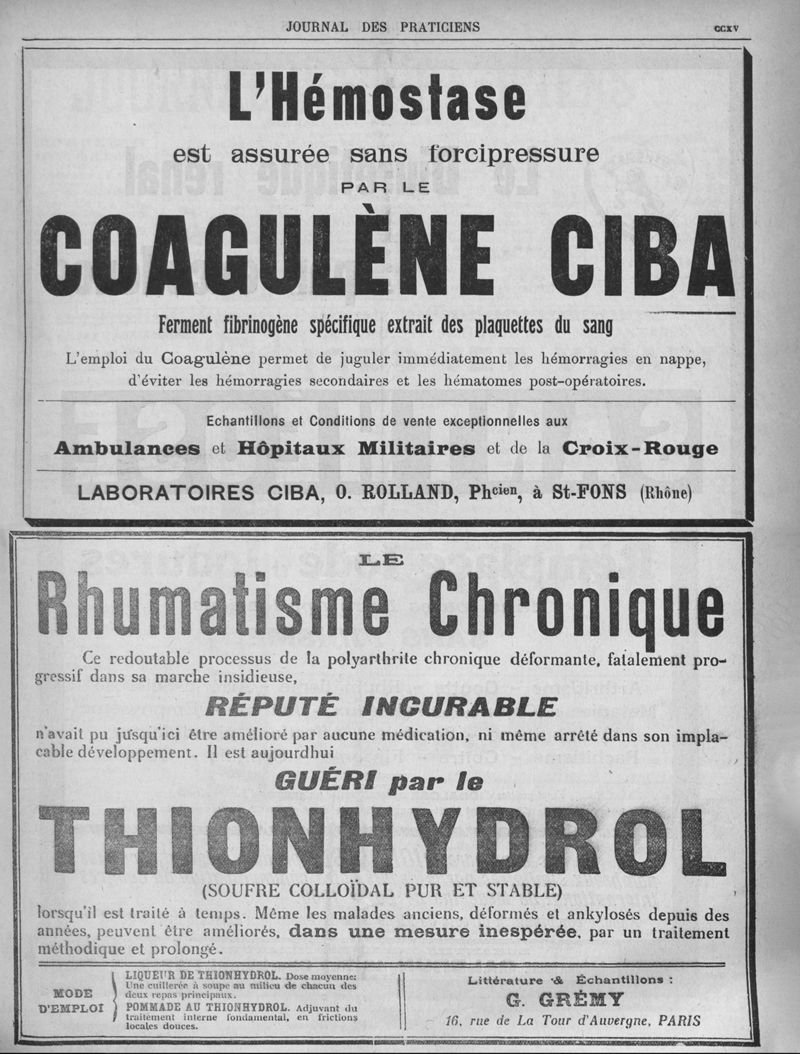 JOURNAL DES PRATICIENS
CCXV
L'Hémostase
est assurée sans forcipressure
PAR LE
COAGULÈNE CIBA
Ferment fibrinogène spécifique extrait des plaquettes du sang
L'emploi du Coagulène permet de juguler immédiatement les hémorragies en nappe,
d'éviter les hémorragies secondaires et les hématomes post-opératoires.
Echantillons et Conditions de vente exceptionnelles aux
Ambulances et Hôpitaux Militaires et de la Croix-Rouge
LABORATOIRES CIBA, O. ROLLAND, Phcien, à St-FONS (Rhône)
LE
Rhumatisme Chronique
Ce redoutable processus de la polyarthrite chronique déformante, fatalement pro-
gressif dans sa marche insidieuse,
RÉPUTÉ INCURABLE
n'avait pu jusqu'ici être amélioré par aucune médication, ni même arrêté dans son impla-
cable développement. Il est aujourdhui
GUÉRI par le
THIONHYDROL
(SOUFRE COLLOÏDAL PUR ET STABLE)
lorsqu'il est traité à temps. Même les malades anciens, déformés et ankylosés depuis des
années, peuvent être améliorés, dans une mesure inespérée, par un traitement
méthodique et prolongé.
MODE
D'EMPLOI
LIQUEUR DE THIONHYDROL. Dose moyenne:
Une cuillerée à soupe au milieu de chacun des
deux repas principaux.
POMMADE AU THIONHYDROL. Adjuvant du
traitement interne fondamental, en frictions
locales douces.
Littérature & Échantillons :
G. GRÉMY
16, rue de La Tour d'Auvergne, PARIS